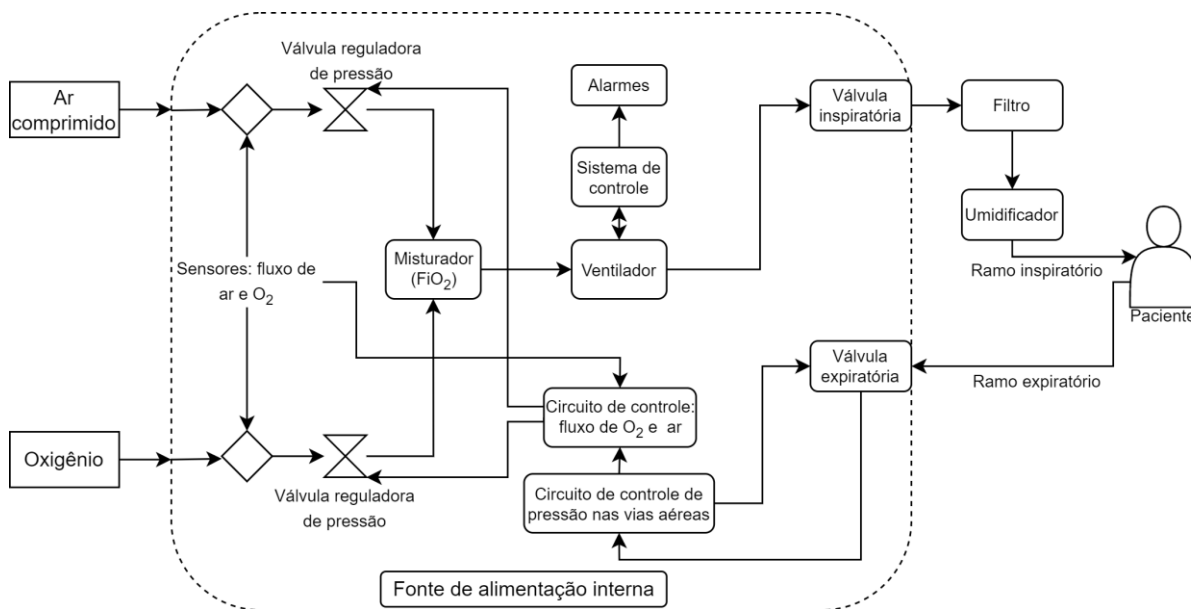 Válvula reguladora
de pressão
Ar
comprimido
Alarmes
Válvula
inspiratória
Filtro
Sistema de
controle
Umidificador
Sensores: fluxo de
ar e O2
Misturador
(FiO2)
Ventilador
Ramo inspiratório
Paciente
Válvula
expiratória
Ramo expiratório
Circuito de controle:
fluxo de O2 e ar
Oxigênio
Válvula reguladora
de pressão
Circuito de controle de
pressão nas vias aéreas
Fonte de alimentação interna